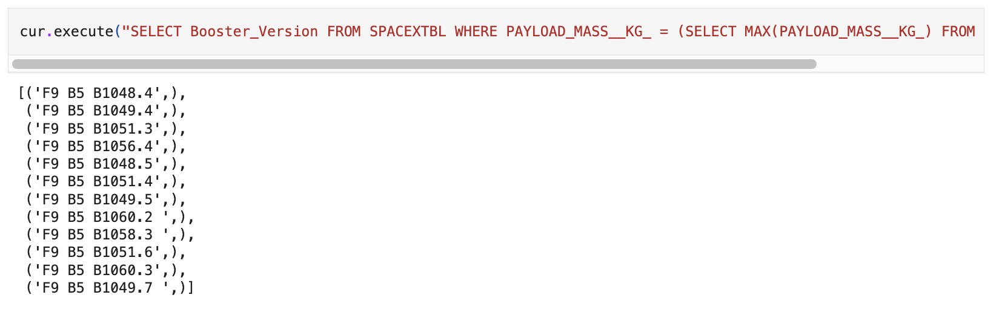 cur.execute("SELECT Booster_Version FROM SPACEXTBL WHERE PAYLOAD_MASS__KG_ = (SELECT MAX(PAYLOAD_MASS__KG_) FROM
[('F9 B5 B1048.4',),
('F9 B5 B1049.4',),
('F9 B5 B1051.3',),
('F9 B5 B1056.4',),
('F9 B5 B1048.5',),
('F9 B5 B1051.4',),
('F9 B5 B1049.5',),
('F9 B5 B1060.2 ',),
('F9 B5 B1058.3 ',),
('F9 B5 B1051.6',),
('F9 B5 B1060.3',),
('F9 B5 B1049.7 ',)]